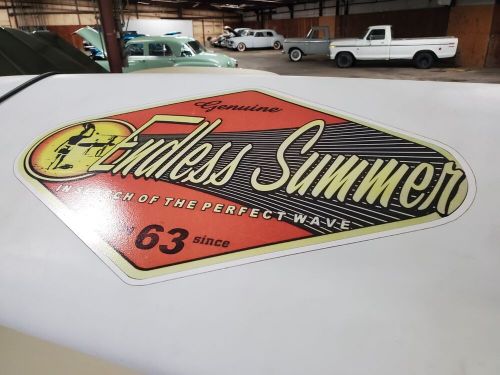 Genuine
Endless Summer
IN SEARCH OF THE PERFECT WAVE
63 since